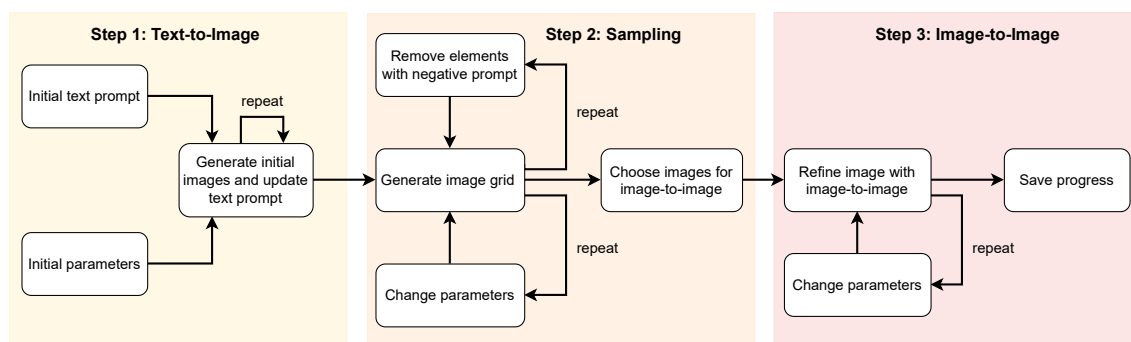 Step 1: Text-to-Image
Initial text prompt
repeat
Generate initial
images and update
text prompt
Initial parameters
Step 2: Sampling
Remove elements
with negative prompt
repeat
Generate image grid
Choose images for
image-to-image
repeat
Change parameters
Step 3: Image-to-Image
Refine image with
image-to-image
Save progress
repeat
Change parameters